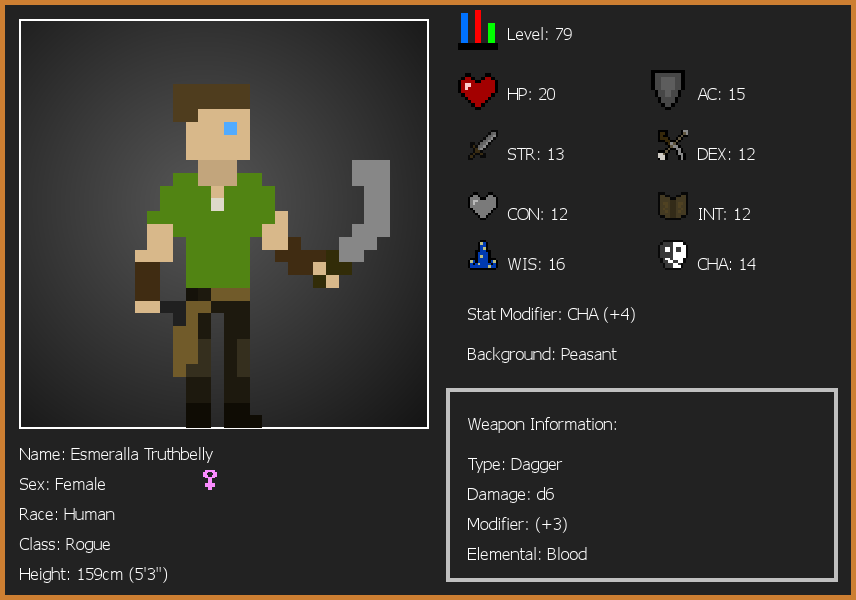 Level: 79
HP: 20
AC: 15
STR: 13
DEX: 12
CON: 12
INT: 12
WIS: 16
CHA: 14
Stat Modifier: CHA (+4)
Background: Peasant
Weapon Information:
Type: Dagger
Damage: d6
Modifier: (+3)
Elemental: Blood
Name: Esmeralla Truthbelly
Sex: Female
Race: Human
Class: Rogue
Height: 159cm (5'3")